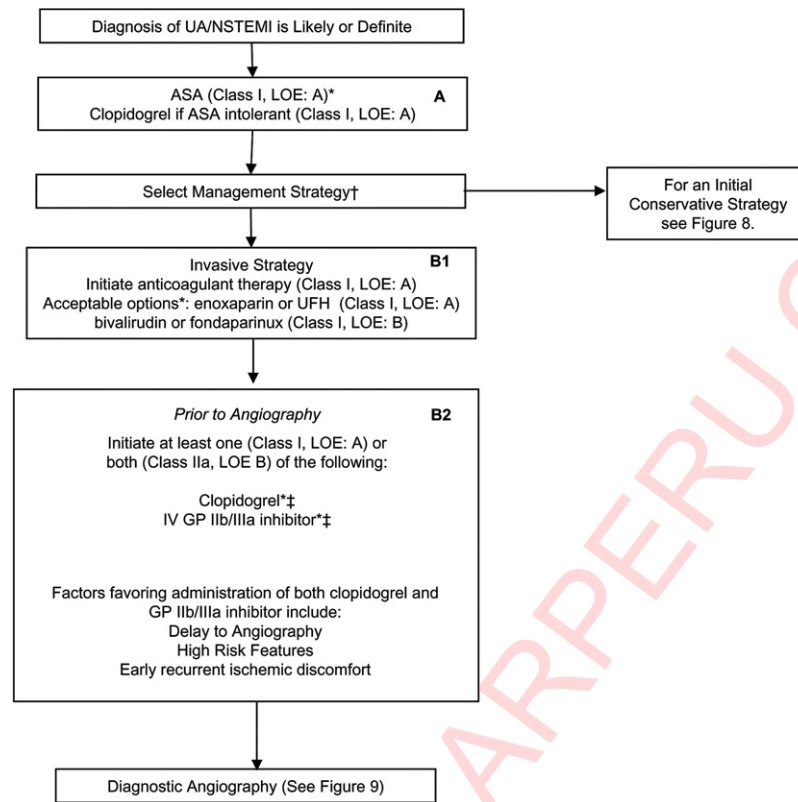 Diagnosis of UA/NSTEMI is Likely or Definite
ASA (Class I, LOE: A)* A
Clopidogrel if ASA intolerant (Class I, LOE: A)
Select Management Strategy†
For an Initial
Conservative Strategy
see Figure 8.
Invasive Strategy B1
Initiate anticoagulant therapy (Class I, LOE: A)
Acceptable options*: enoxaparin or UFH (Class I, LOE: A)
bivalirudin or fondaparinux (Class I, LOE: B)
Prior to Angiography B2
Initiate at least one (Class I, LOE: A) or
both (Class IIa, LOE B) of the following:
Clopidogrel*‡
IV GP IIb/IIIa inhibitor*‡
Factors favoring administration of both clopidogrel and
GP IIb/IIIa inhibitor include:
Delay to Angiography
High Risk Features
Early recurrent ischemic discomfort
Diagnostic Angiography (See Figure 9)
ARPERU